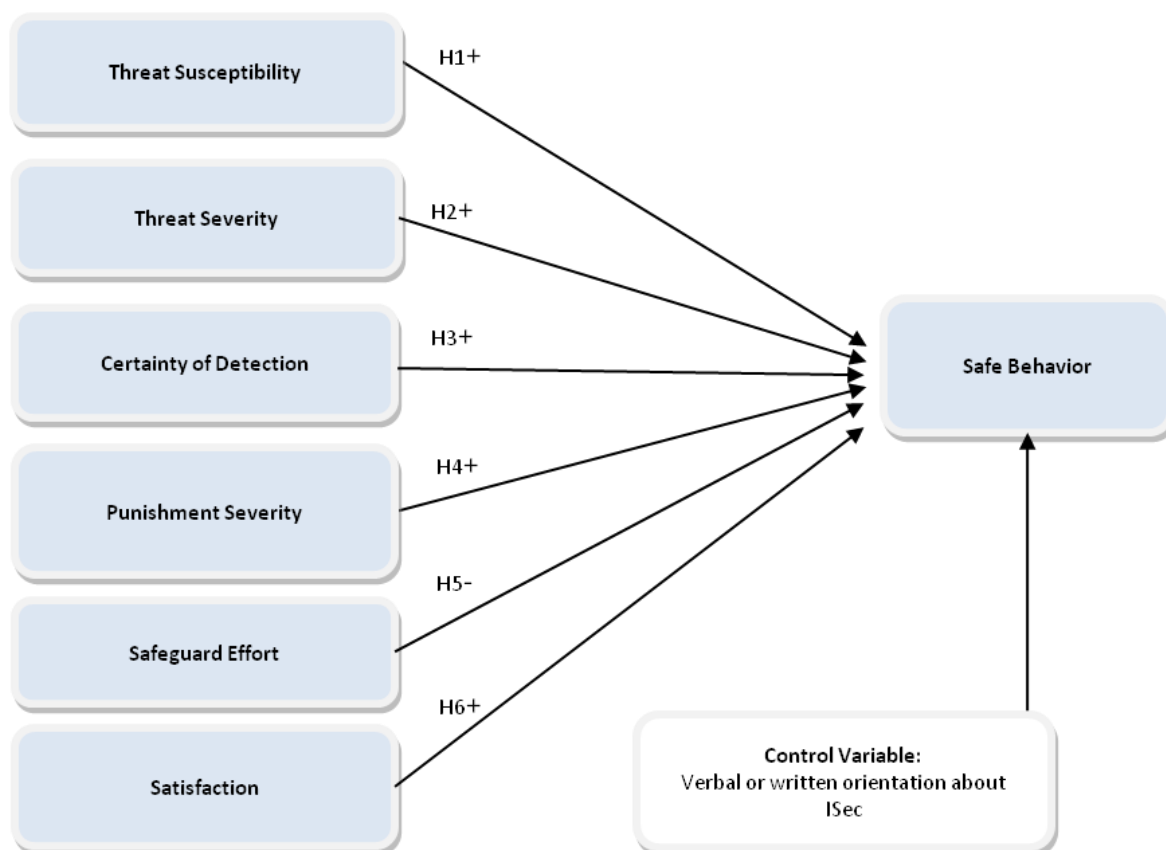 Threat Susceptibility
H1+
Threat Severity
H2+
Certainty of Detection
H3+
Safe Behavior
Punishment Severity
H4+
H5-
Safeguard Effort
H6+
Satisfaction
Control Variable:
Verbal or written orientation about
ISec